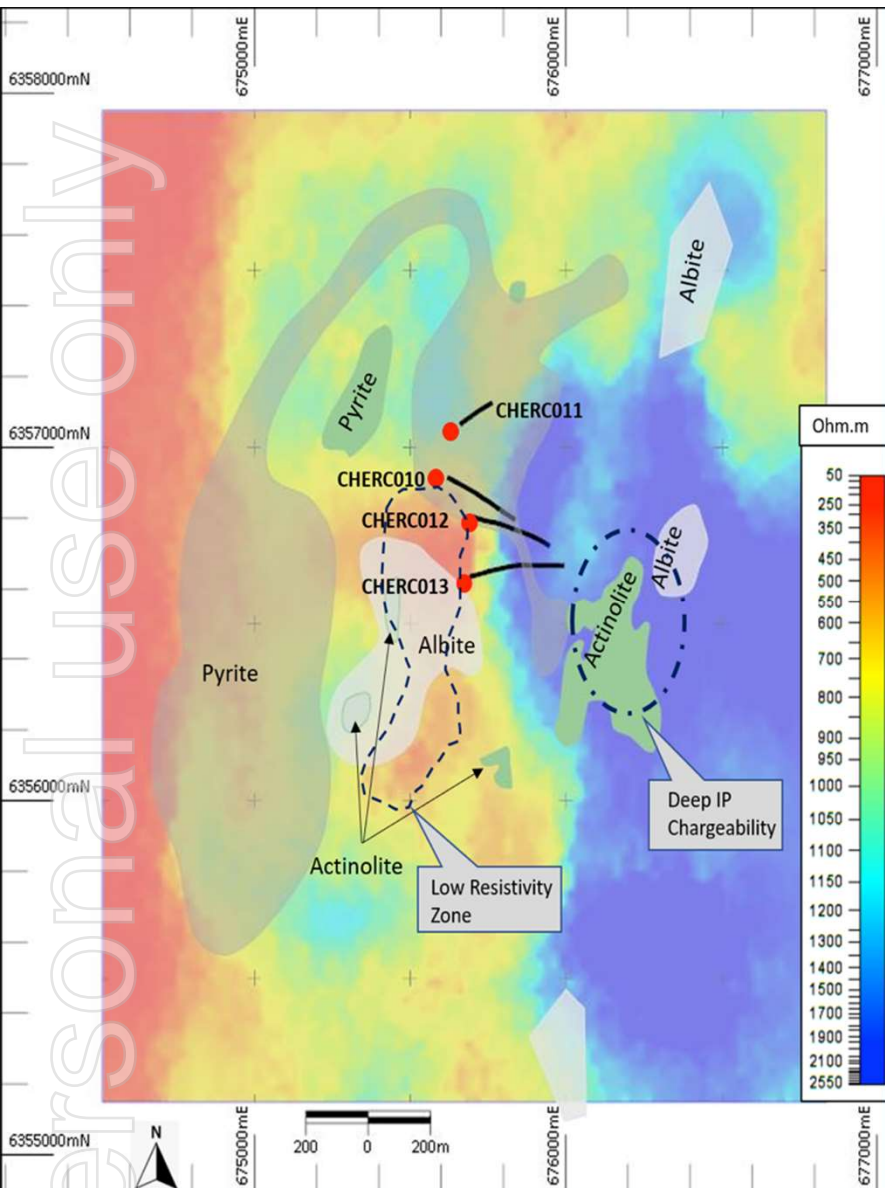 675000mE
676000mE
677000mE
6358000mN
Albite
Pyrite
CHERC011
6357000mN
Ohm.m
CHERC010
50
250
350
CHERC012
450
500
550
600
Albite
CHERC013
Actinolite
Albite
Pyrite
700
800
900
950
6356000mN
1000
Deep IP
Chargeability
1050
1100
Actinolite
1150
Low Resistivity
Zone
1200
1300
1400
1500
1700
1900
2100
2550
ersonal use only
6355000mN
675000mE
676000mE
677000mE
N
200 0 200m